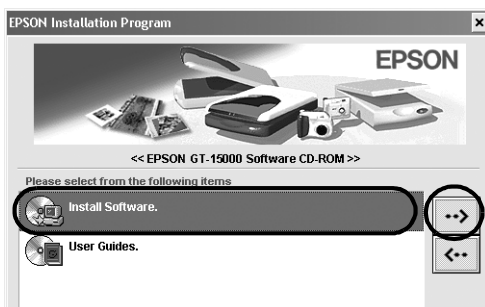 EPSON Installation Program
EPSON
<< EPSON GT-15000 Software CD-ROM >>
Please select from the following items
Install Software.
User Guides.